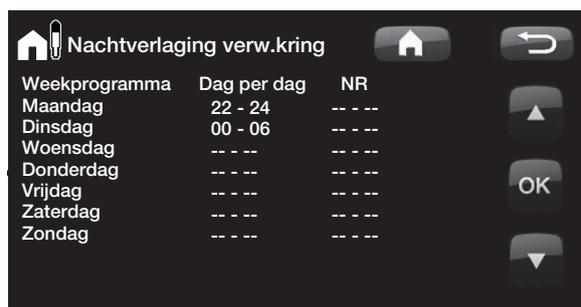 Nachtverlaging verw.kring
Weekprogramma Dag per dag NR
Maandag 22 - 24 -- - --
Dinsdag 00 - 06 -- - --
Woensdag -- - -- -- - --
Donderdag -- - -- -- - --
Vrijdag -- - -- -- - --
Zaterdag -- - -- -- - --
Zondag -- - -- -- - --
OK